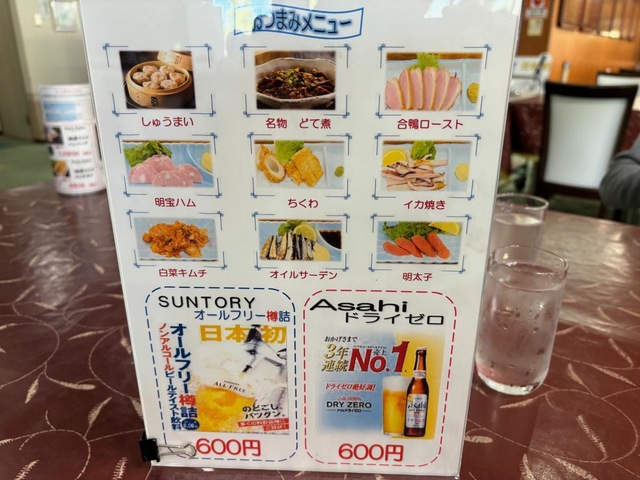 おつまみメニュー
しゅうまい
名物 どて煮
合鴨ロースト
明宝ハム
ちくわ
イカ焼き
白菜キムチ
オイルサーデン
明太子
SUNTORY
オールフリー樽詰
日本初
オールフリー樽詰
ノンアルコールビールテイスト飲料
ALL-FREE
のどごし
バツグン。
600円
Asahi
ドライゼロ
おかげさまで
3年
連続
売上
No.1
ドライゼロ絶好調!
DRY ZERO
600円